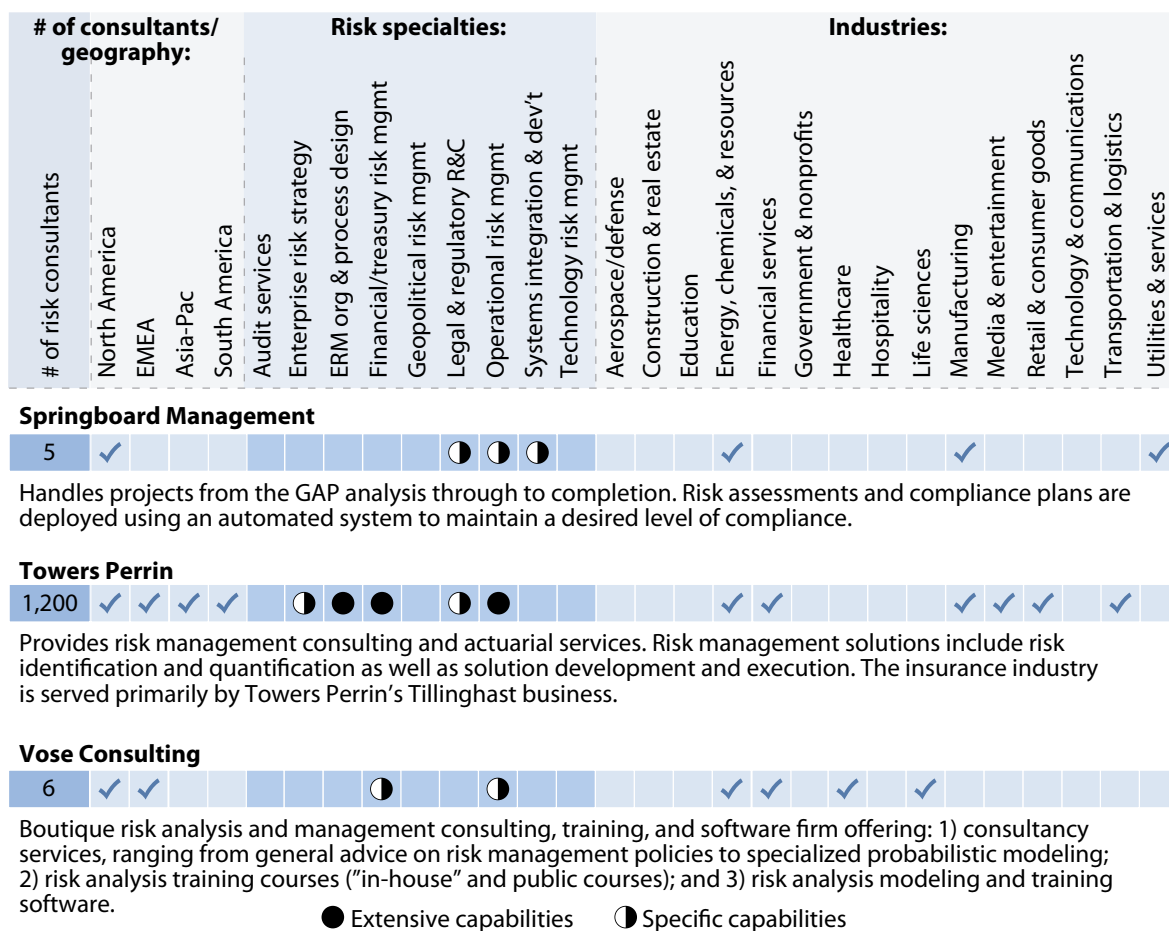 # of consultants/
geography:
Risk specialties:
Industries:
# of risk consultants
North America
EMEA
Asia-Pac
South America
Audit services
Enterprise risk strategy
ERM org & process design
Financial/treasury risk mgmt
Geopolitical risk mgmt
Legal & regulatory R&C
Operational risk mgmt
Systems integration & dev't
Technology risk mgmt
Aerospace/defense
Construction & real estate
Education
Energy, chemicals, & resources
Financial services
Government & nonprofits
Healthcare
Hospitality
Life sciences
Manufacturing
Media & entertainment
Retail & consumer goods
Technology & communications
Transportation & logistics
Utilities & services
Springboard Management
5
Handles projects from the GAP analysis through to completion. Risk assessments and compliance plans are
deployed using an automated system to maintain a desired level of compliance.
Towers Perrin
1,200
Provides risk management consulting and actuarial services. Risk management solutions include risk
identification and quantification as well as solution development and execution. The insurance industry
is served primarily by Towers Perrin's Tillinghast business.
Vose Consulting
6
Boutique risk analysis and management consulting, training, and software firm offering: 1) consultancy
services, ranging from general advice on risk management policies to specialized probabilistic modeling;
2) risk analysis training courses ("in-house" and public courses); and 3) risk analysis modeling and training
software.
Extensive capabilities
Specific capabilities